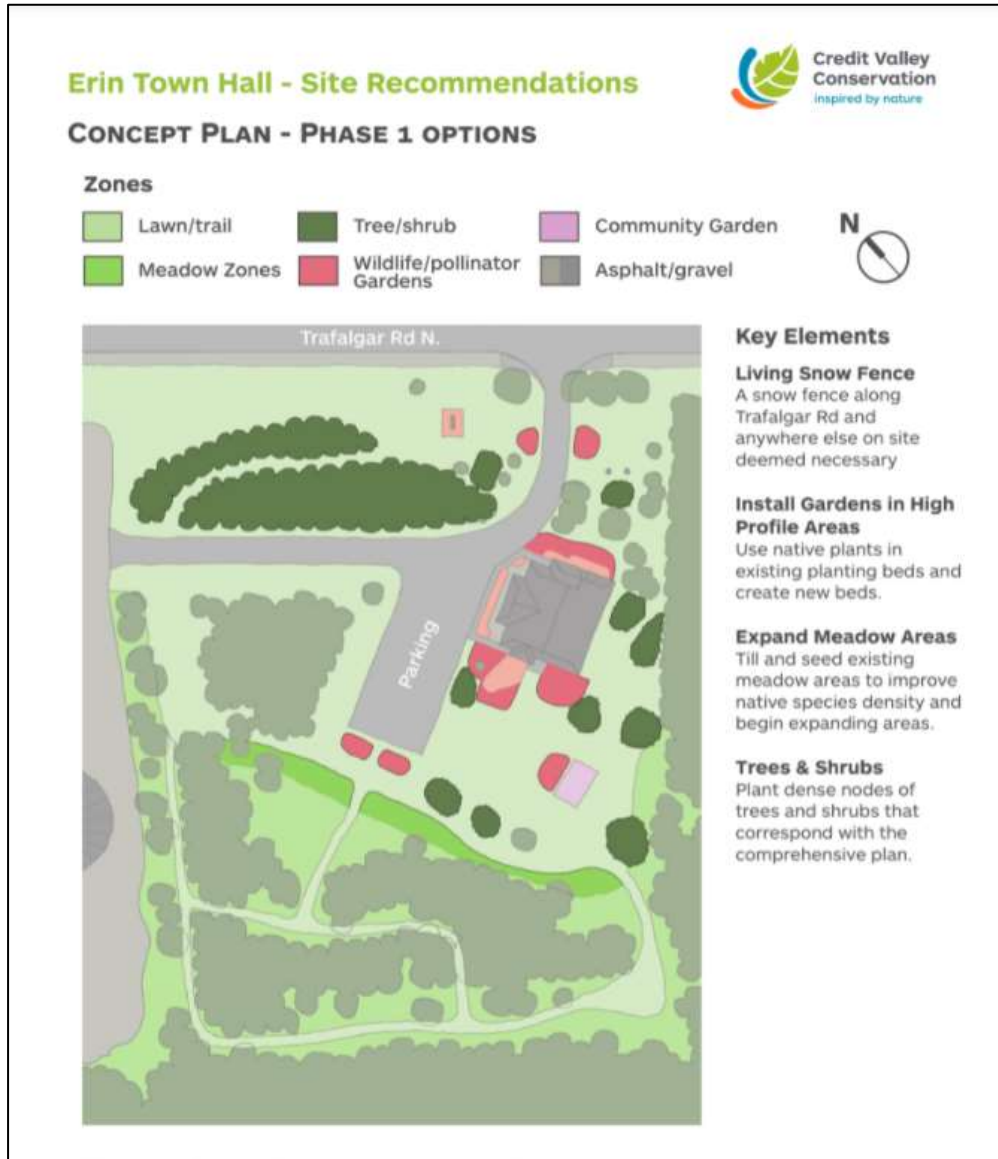 Erin Town Hall - Site Recommendations
Credit Valley
Conservation
inspired by nature
CONCEPT PLAN - PHASE 1 OPTIONS
Zones
Lawn/trail
Tree/shrub
Community Garden
Meadow Zones
Wildlife/pollinator
Gardens
Asphalt/gravel
N
Trafalgar Rd N.
Parking
Key Elements
Living Snow Fence
A snow fence along
Trafalgar Rd and
anywhere else on site
deemed necessary
Install Gardens in High
Profile Areas
Use native plants in
existing planting beds and
create new beds.
Expand Meadow Areas
Till and seed existing
meadow areas to improve
native species density and
begin expanding areas.
Trees & Shrubs
Plant dense nodes of
trees and shrubs that
correspond with the
comprehensive plan.